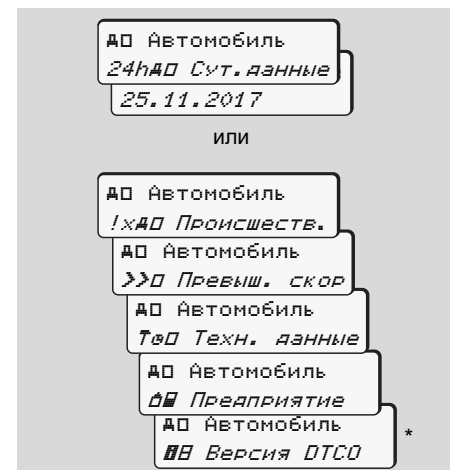 Автомобиль
24h Сут.данные
25.11.2017
или
Автомобиль
!x Происшеств.
Автомобиль
>> Превыш. скор
Автомобиль
Техн. данные
Автомобиль
Предприятие
Автомобиль
Версия DTCO
*